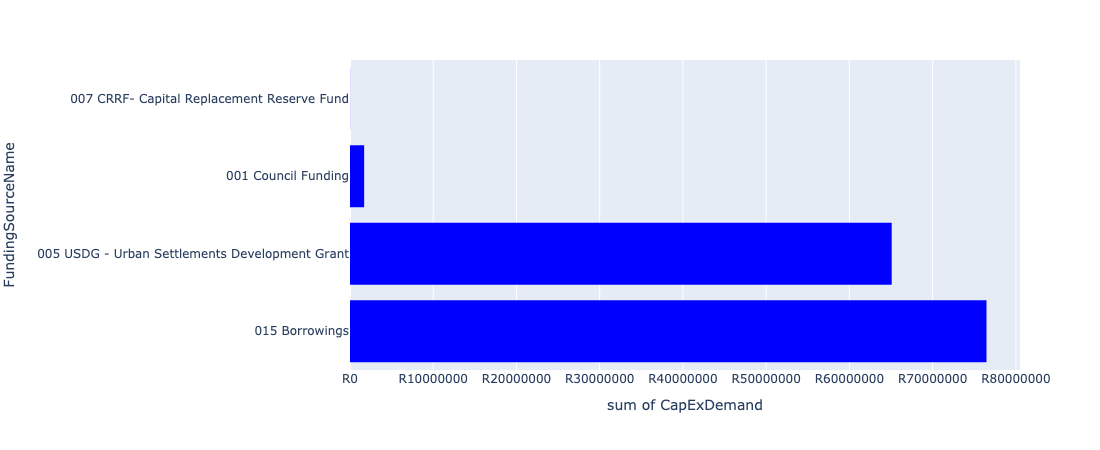 FundingSourceName
007 CRRF- Capital Replacement Reserve Fund
001 Council Funding
005 USDG - Urban Settlements Development Grant
015 Borrowings
R0 R10000000 R20000000 R30000000 R40000000 R50000000 R60000000 R70000000 R80000000
sum of CapExDemand